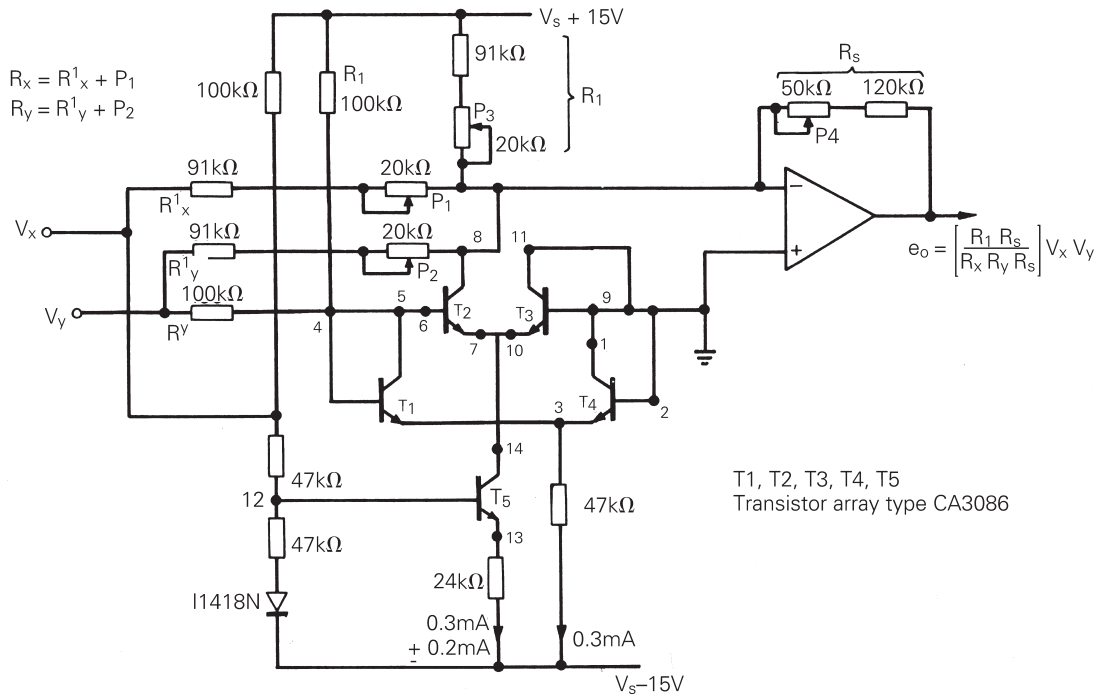 Vs + 15V
Rx = R¹x + P1
Ry = R¹y + P2
100kΩ
R1
100kΩ
91kΩ
P3
20kΩ
R1
Rs
50kΩ
120kΩ
P4
91kΩ
R¹x
20kΩ
P1
Vx
91kΩ
R¹y
20kΩ
P2
8
11
−
+
eo = [R1 Rs / Rx Ry Rs] Vx Vy
Vy
100kΩ
Ry
4
5
6
T2
T3
9
7
10
1
T1
3
T4
2
14
47kΩ
12
T5
47kΩ
T1, T2, T3, T4, T5
Transistor array type CA3086
47kΩ
13
24kΩ
I1418N
0.3mA
± 0.2mA
0.3mA
Vs–15V